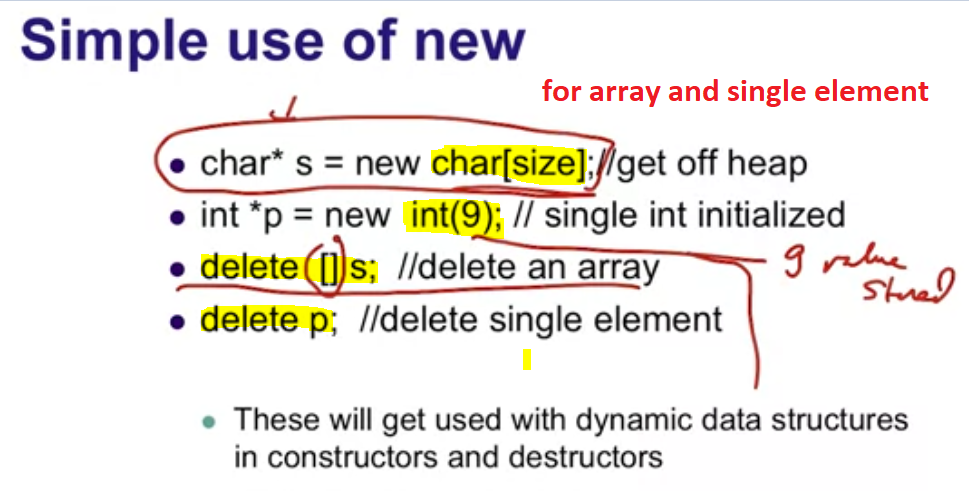 Simple use of new
for array and single element
• char* s = new char[size];//get off heap
• int *p = new int(9); // single int initialized
• delete [] s; //delete an array
9 value
stored
• delete p; //delete single element
• These will get used with dynamic data structures
in constructors and destructors